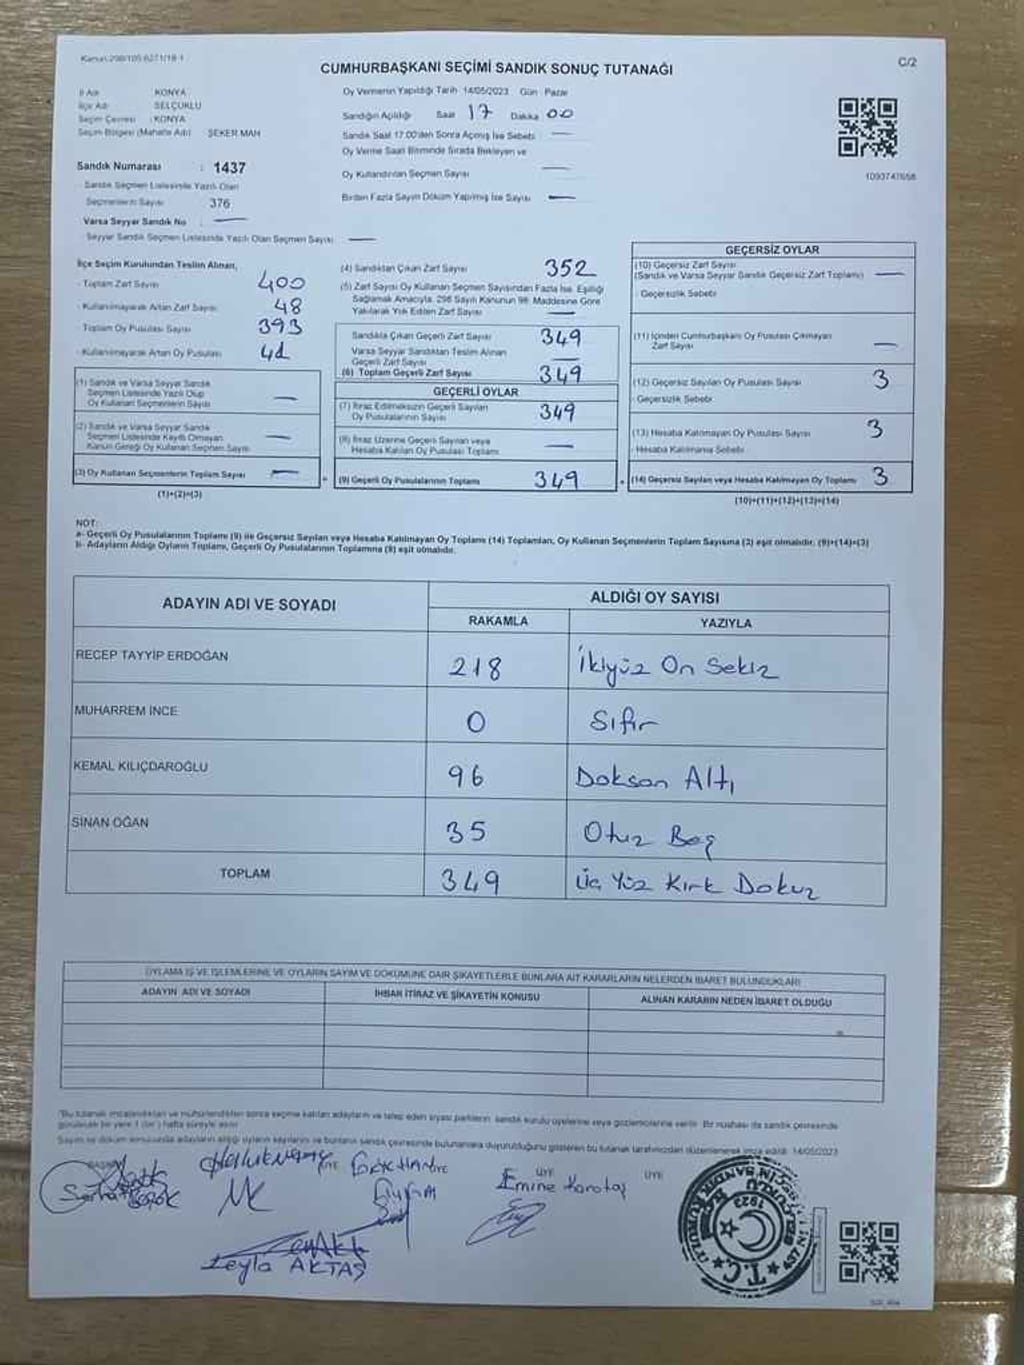 Kanun:298/105 6271/18-1
C/2
CUMHURBAŞKANI SEÇİMİ SANDIK SONUÇ TUTANAĞI
İl Adı : KONYA
İlçe Adı : SELÇUKLU
Seçim Çevresi : KONYA
Seçim Bölgesi (Mahalle Adı) ŞEKER MAH
Sandık Numarası : 1437
Sandık Seçmen Listesinde Yazılı Olan
Seçmenlerin Sayısı 376
Varsa Seyyar Sandık No : —
Seyyar Sandık Seçmen Listesinde Yazılı Olan Seçmen Sayısı —
Oy Vermenin Yapıldığı Tarih 14/05/2023 Gün : Pazar
Sandığın Açıldığı Saat 17 Dakika 00
Sandık Saat 17.00'den Sonra Açılmış İse Sebebi —
Oy Verme Saati Bitiminde Sırada Bekleyen ve
Oy Kullandırılan Seçmen Sayısı —
Birden Fazla Sayım Döküm Yapılmış İse Sayısı —
1093747658
İlçe Seçim Kurulundan Teslim Alınan,
- Toplam Zarf Sayısı 400
- Kullanılmayarak Artan Zarf Sayısı 48
- Toplam Oy Pusulası Sayısı 393
- Kullanılmayarak Artan Oy Pusulası 41
(1) Sandık ve Varsa Seyyar Sandık
Seçmen Listesinde Yazılı Olup
Oy Kullanan Seçmenlerin Sayısı —
(2) Sandık ve Varsa Seyyar Sandık
Seçmen Listesinde Kayıtlı Olmayan
Kanun Gereği Oy Kullanan Seçmen Sayısı —
(3) Oy Kullanan Seçmenlerin Toplam Sayısı —
(1)+(2)=(3)
(4) Sandıktan Çıkan Zarf Sayısı 352
(5) Zarf Sayısı Oy Kullanan Seçmen Sayısından Fazla İse, Eşitliği
Sağlamak Amacıyla, 298 Sayılı Kanunun 98. Maddesine Göre
Yakılarak Yok Edilen Zarf Sayısı —
Sandıkta Çıkan Geçerli Zarf Sayısı 349
Varsa Seyyar Sandıktan Teslim Alınan
Geçerli Zarf Sayısı —
(6) Toplam Geçerli Zarf Sayısı 349
GEÇERLİ OYLAR
(7) İtiraz Edilmeksizin Geçerli Sayılan
Oy Pusulalarının Sayısı 349
(8) İtiraz Üzerine Geçerli Sayılan veya
Hesaba Katılan Oy Pusulası Toplamı —
(9) Geçerli Oy Pusulalarının Toplamı 349
GEÇERSİZ OYLAR
(10) Geçersiz Zarf Sayısı
(Sandık ve Varsa Seyyar Sandık Geçersiz Zarf Toplamı) —
- Geçersizlik Sebebi
(11) İçinden Cumhurbaşkanı Oy Pusulası Çıkmayan
Zarf Sayısı —
(12) Geçersiz Sayılan Oy Pusulası Sayısı 3
- Geçersizlik Sebebi:
(13) Hesaba Katılmayan Oy Pusulası Sayısı 3
- Hesaba Katılmama Sebebi:
(14) Geçersiz Sayılan veya Hesaba Katılmayan Oy Toplamı 3
(10)+(11)+(12)+(13)=(14)
NOT:
a- Geçerli Oy Pusulalarının Toplamı (9) ile Geçersiz Sayılan veya Hesaba Katılmayan Oy Toplamı (14) Toplamları, Oy Kullanan Seçmenlerin Toplam Sayısına (3) eşit olmalıdır. (9)+(14)=(3)
b- Adayların Aldığı Oyların Toplamı, Geçerli Oy Pusulalarının Toplamına (9) eşit olmalıdır.
ADAYIN ADI VE SOYADI
ALDIĞI OY SAYISI
RAKAMLA YAZIYLA
RECEP TAYYİP ERDOĞAN 218 İkiyüz On Sekiz
MUHARREM İNCE 0 Sıfır
KEMAL KILIÇDAROĞLU 96 Doksan Altı
SİNAN OĞAN 35 Otuz Beş
TOPLAM 349 Üç Yüz Kırk Dokuz
OYLAMA İŞ VE İŞLEMLERİNE VE OYLARIN SAYIM VE DÖKÜMÜNE DAİR ŞİKAYETLERLE BUNLARA AİT KARARLARIN NELERDEN İBARET BULUNDUKLARI
ADAYIN ADI VE SOYADI İHBAR İTİRAZ VE ŞİKAYETİN KONUSU ALINAN KARARIN NEDEN İBARET OLDUĞU
"Bu tutanak imzalandıktan ve mühürlendikten sonra seçime katılan adayların ve talep eden siyasi partilerin sandık kurulu üyelerine veya gözlemcilerine verilir. Bir nüshası da sandık çevresinde
görülecek bir yere 1 (bir) hafta süreyle asılır.
Sayım ve döküm sonucunda adayların aldığı oyların sayılarını ve bunların sandık çevresinde bulunanlara duyurulduğunu gösteren bu tutanak tarafımızdan düzenlenerek imza edildi. 14/05/2023
BAŞKAN ÜYE ÜYE ÜYE ÜYE
Emine Karataş
Leyla AKTAŞ
T.C.
1923